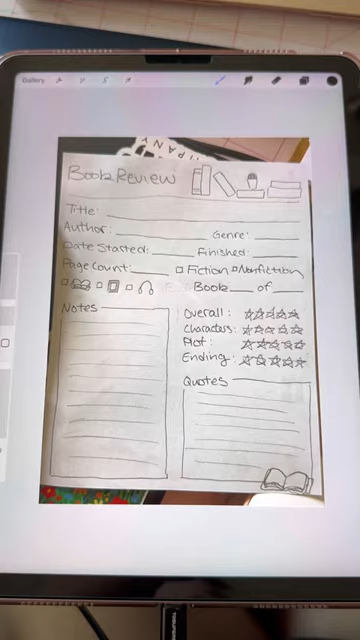 Gallery
PANY
Book Review
Title:
Author: Genre:
Date Started: Finished:
Page Count: Fiction Nonfiction
Book of
Notes
Overall:
Characters:
Plot:
Ending:
Quotes